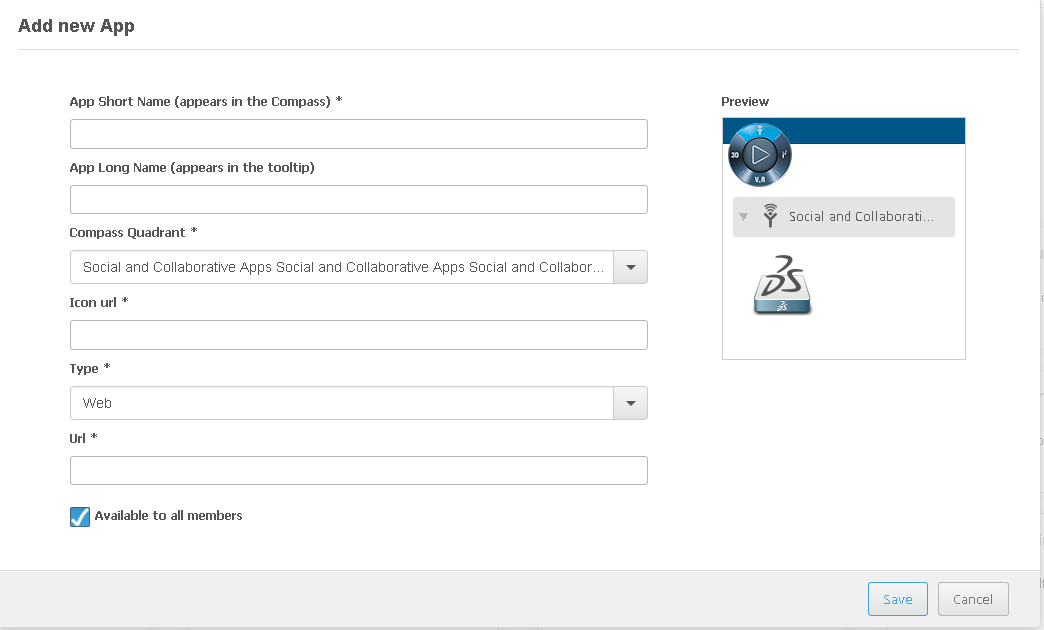 Add new App
App Short Name (appears in the Compass) *
App Long Name (appears in the tooltip)
Compass Quadrant *
Social and Collaborative Apps Social and Collaborative Apps Social and Collabor...
Icon url *
Type *
Web
Url *
Available to all members
Preview
3D
V.R
Social and Collaborati...
Save
Cancel